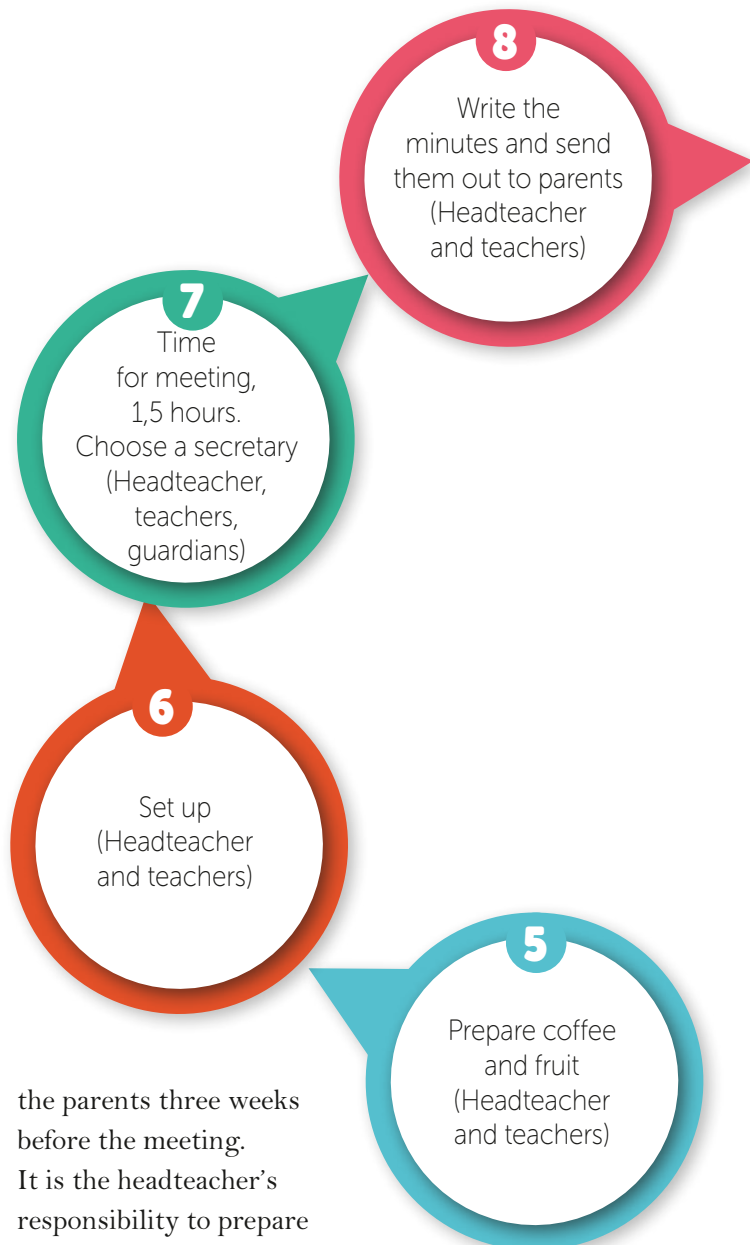 8
Write the
minutes and send
them out to parents
(Headteacher
and teachers)
7
Time
for meeting,
1,5 hours.
Choose a secretary
(Headteacher,
teachers,
guardians)
6
Set up
(Headteacher
and teachers)
5
Prepare coffee
and fruit
(Headteacher
and teachers)
the parents three weeks
before the meeting.
It is the headteacher’s
responsibility to prepare